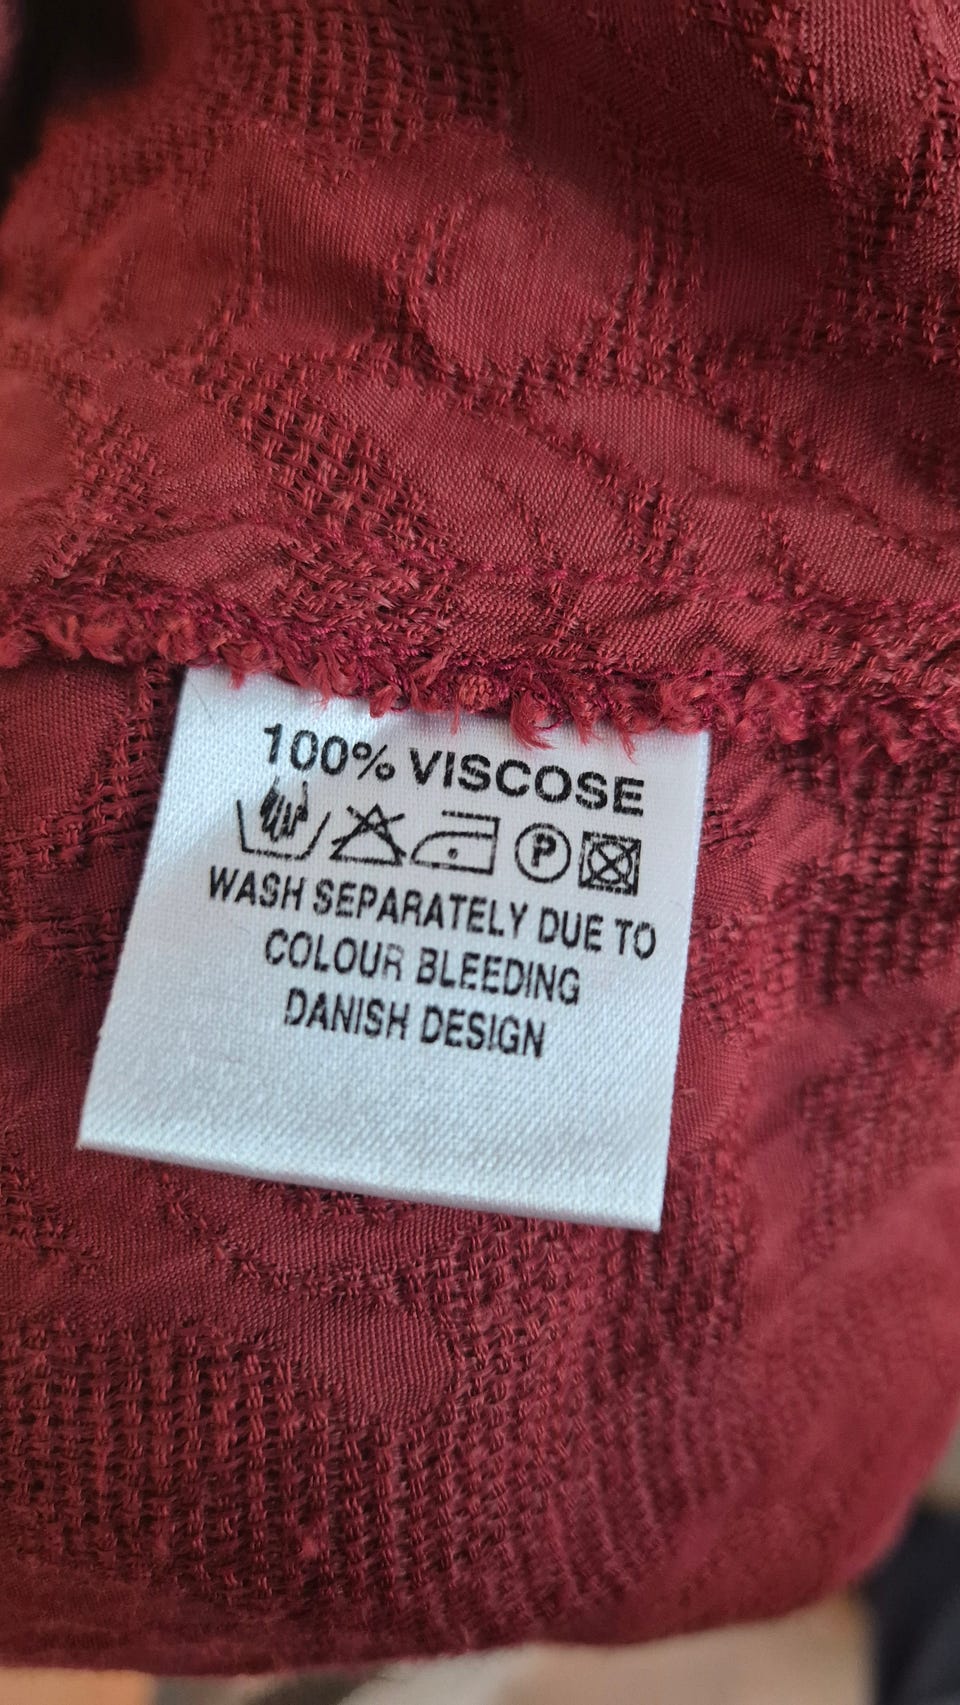 100% VISCOSE
P
WASH SEPARATELY DUE TO
COLOUR BLEEDING
DANISH DESIGN